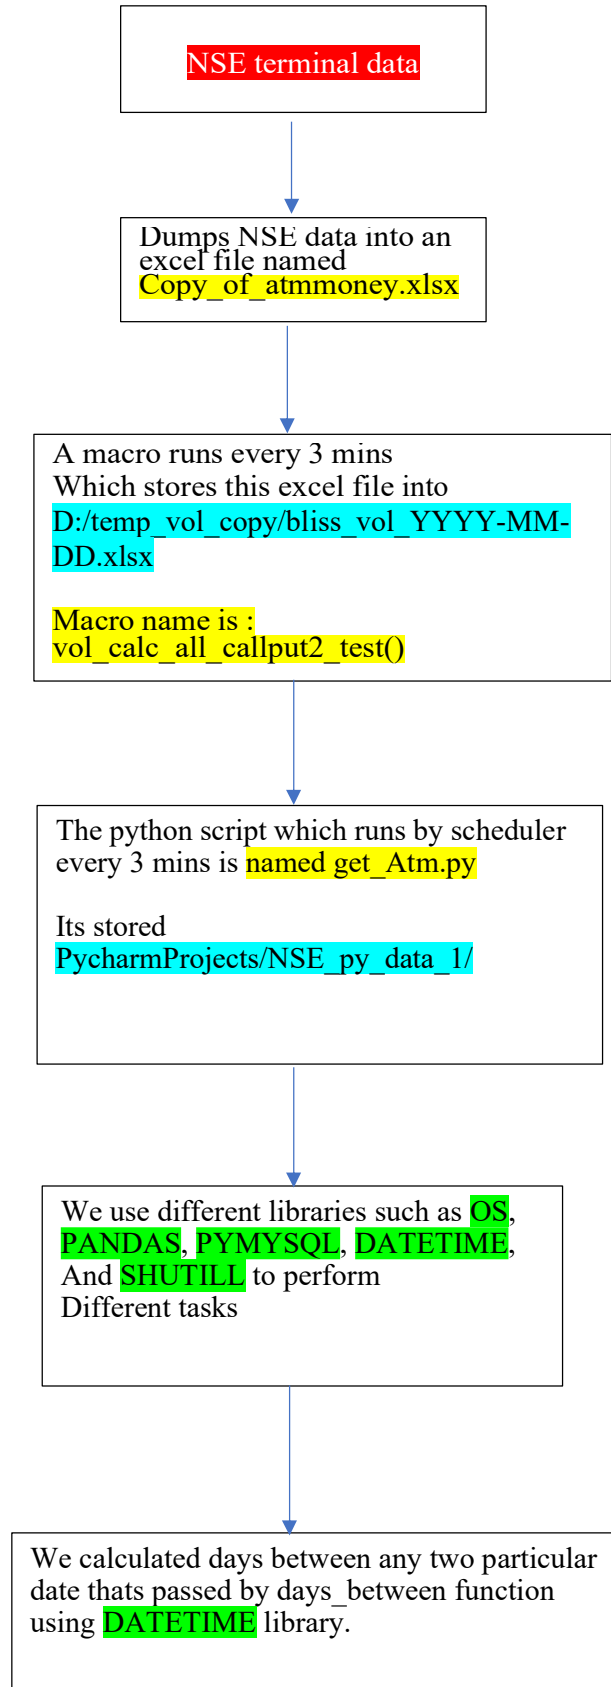 NSE terminal data
Dumps NSE data into an
excel file named
Copy_of_atmmoney.xlsx
A macro runs every 3 mins
Which stores this excel file into
D:/temp_vol_copy/bliss_vol_YYYY-MM-
DD.xlsx
Macro name is :
vol_calc_all_callput2_test()
The python script which runs by scheduler
every 3 mins is named get_Atm.py
Its stored
PycharmProjects/NSE_py_data_1/
We use different libraries such as OS,
PANDAS, PYMYSQL, DATETIME,
And SHUTILL to perform
Different tasks
We calculated days between any two particular
date thats passed by days_between function
using DATETIME library.